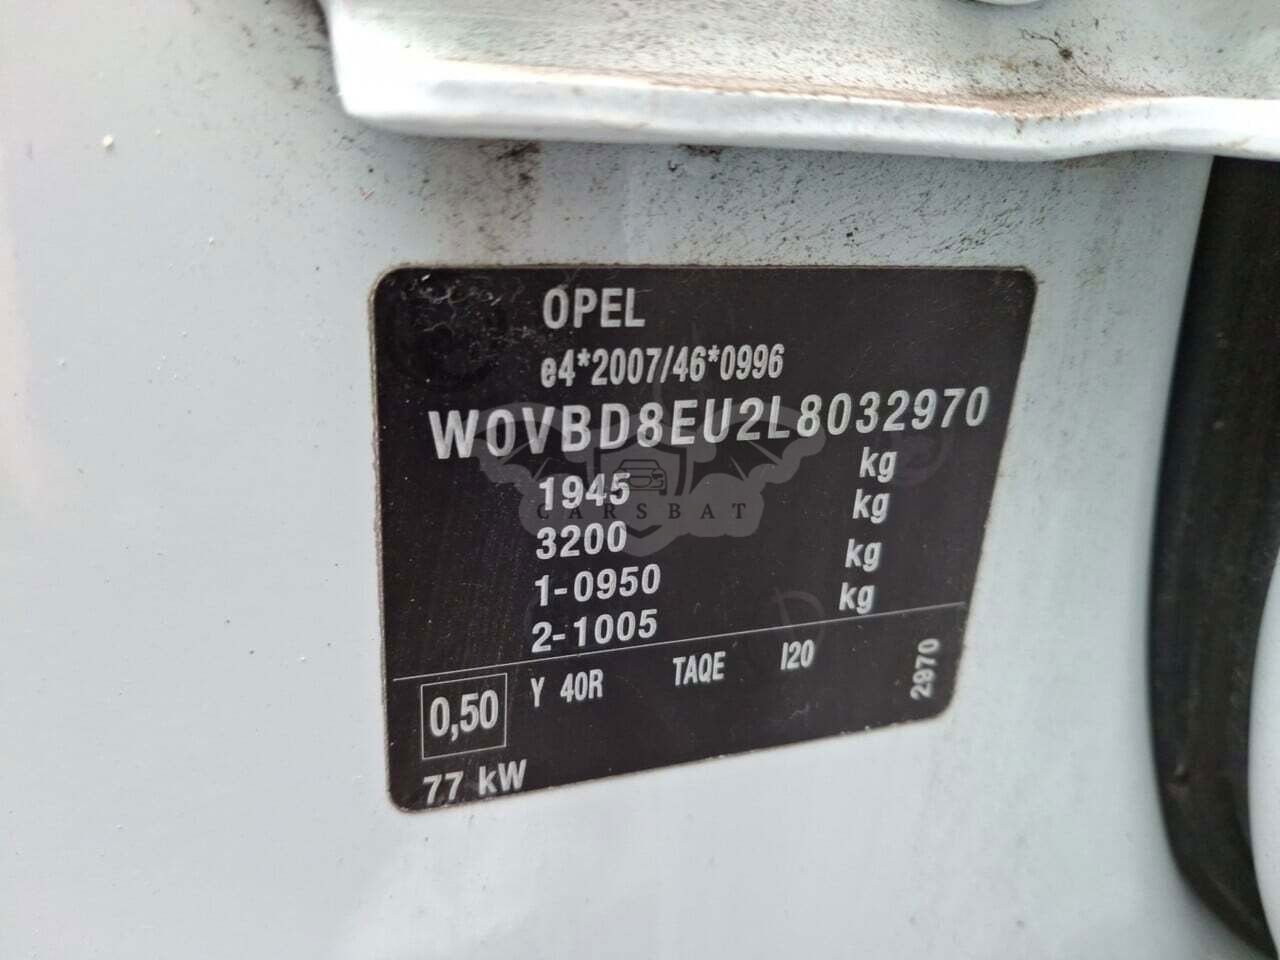 OPEL
e4*2007/46*0996
W0VBD8EU2L8032970
1945 kg
3200 kg
1-0950 kg
2-1005 kg
0,50 Y 40R TAQE I20
2970
77 kW
CARSBAT